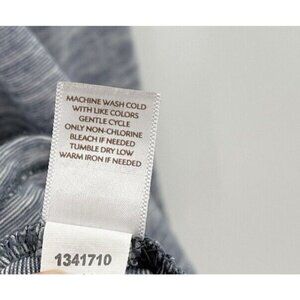 MACHINE WASH COLD
WITH LIKE COLORS
GENTLE CYCLE
ONLY NON-CHLORINE
BLEACH IF NEEDED
TUMBLE DRY LOW
WARM IRON IF NEEDED
1341710